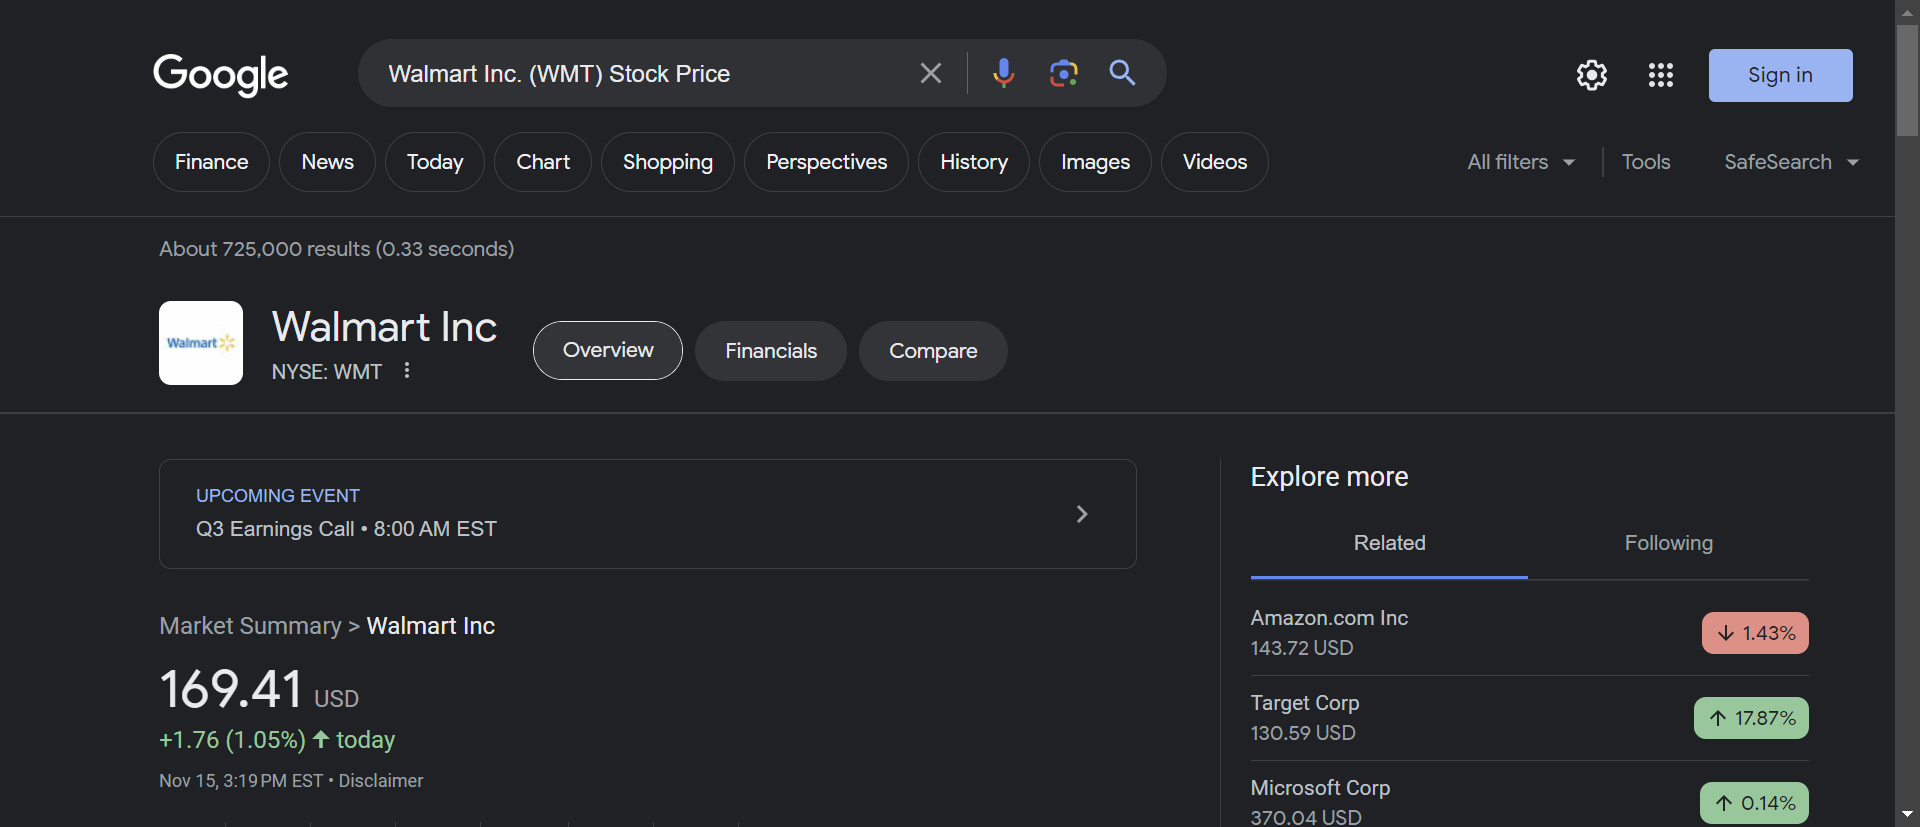 Google
Walmart Inc. (WMT) Stock Price
Sign in
Finance
News
Today
Chart
Shopping
Perspectives
History
Images
Videos
All filters
Tools
SafeSearch
About 725,000 results (0.33 seconds)
Walmart
Walmart Inc
NYSE: WMT
Overview
Financials
Compare
UPCOMING EVENT
Q3 Earnings Call • 8:00 AM EST
Market Summary > Walmart Inc
169.41 USD
+1.76 (1.05%) ↑ today
Nov 15, 3:19 PM EST • Disclaimer
Explore more
Related
Following
Amazon.com Inc
143.72 USD
↓ 1.43%
Target Corp
130.59 USD
↑ 17.87%
Microsoft Corp
370.04 USD
↑ 0.14%